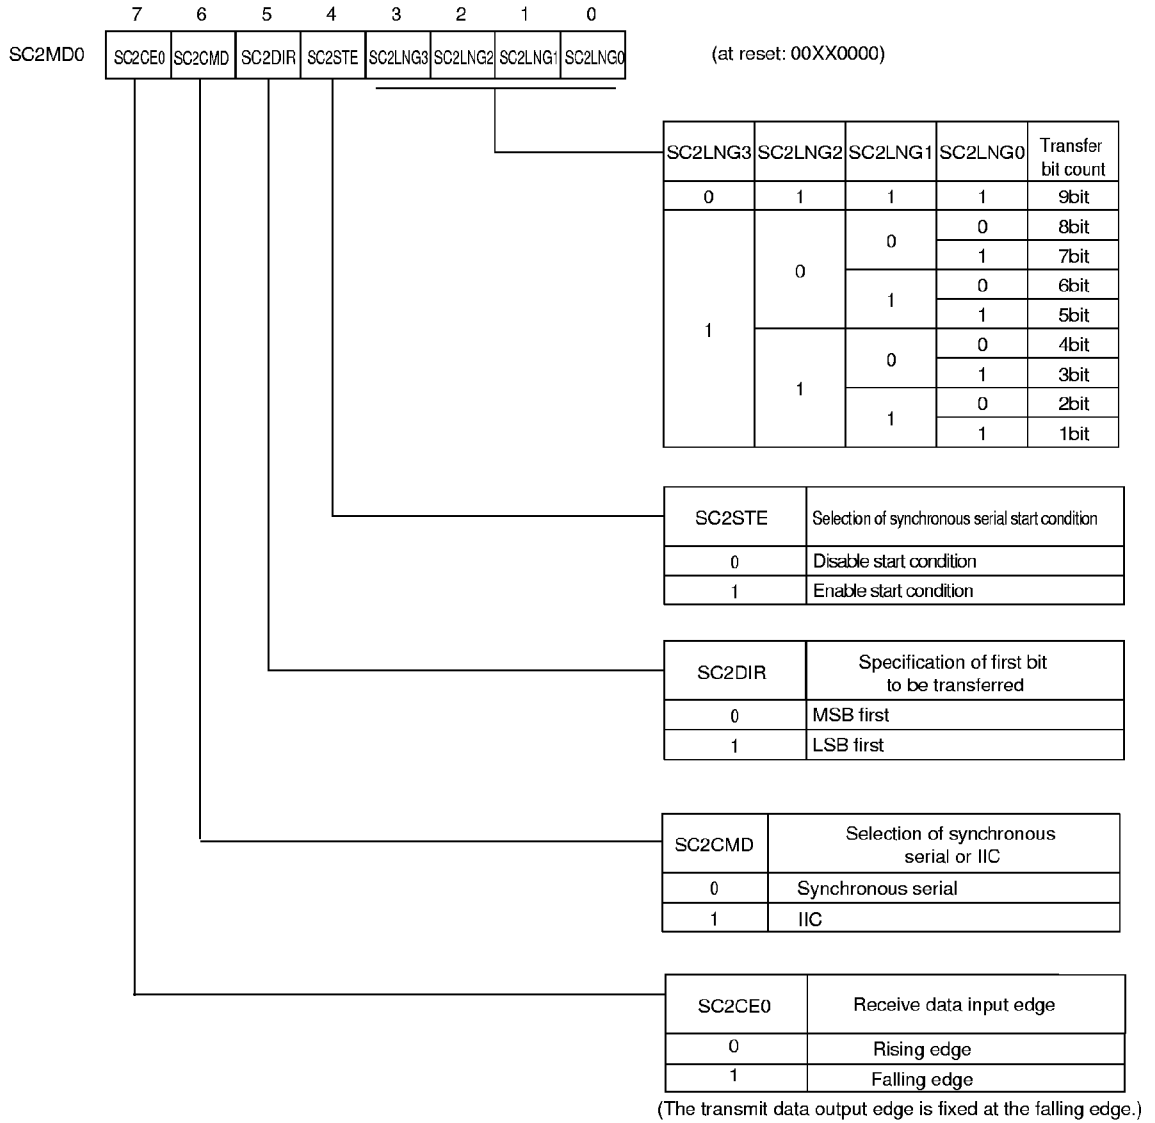 7 6 5 4 3 2 1 0
SC2MD0 SC2CE0 SC2CMD SC2DIR SC2STE SC2LNG3 SC2LNG2 SC2LNG1 SC2LNG0 (at reset: 00XX0000)
SC2LNG3 SC2LNG2 SC2LNG1 SC2LNG0 Transfer
bit count
0 1 1 1 9bit
1 0 0 0 8bit
1 7bit
1 0 6bit
1 5bit
1 0 0 4bit
1 3bit
1 0 2bit
1 1bit
SC2STE Selection of synchronous serial start condition
0 Disable start condition
1 Enable start condition
SC2DIR Specification of first bit
to be transferred
0 MSB first
1 LSB first
SC2CMD Selection of synchronous
serial or IIC
0 Synchronous serial
1 IIC
SC2CE0 Receive data input edge
0 Rising edge
1 Falling edge
(The transmit data output edge is fixed at the falling edge.)